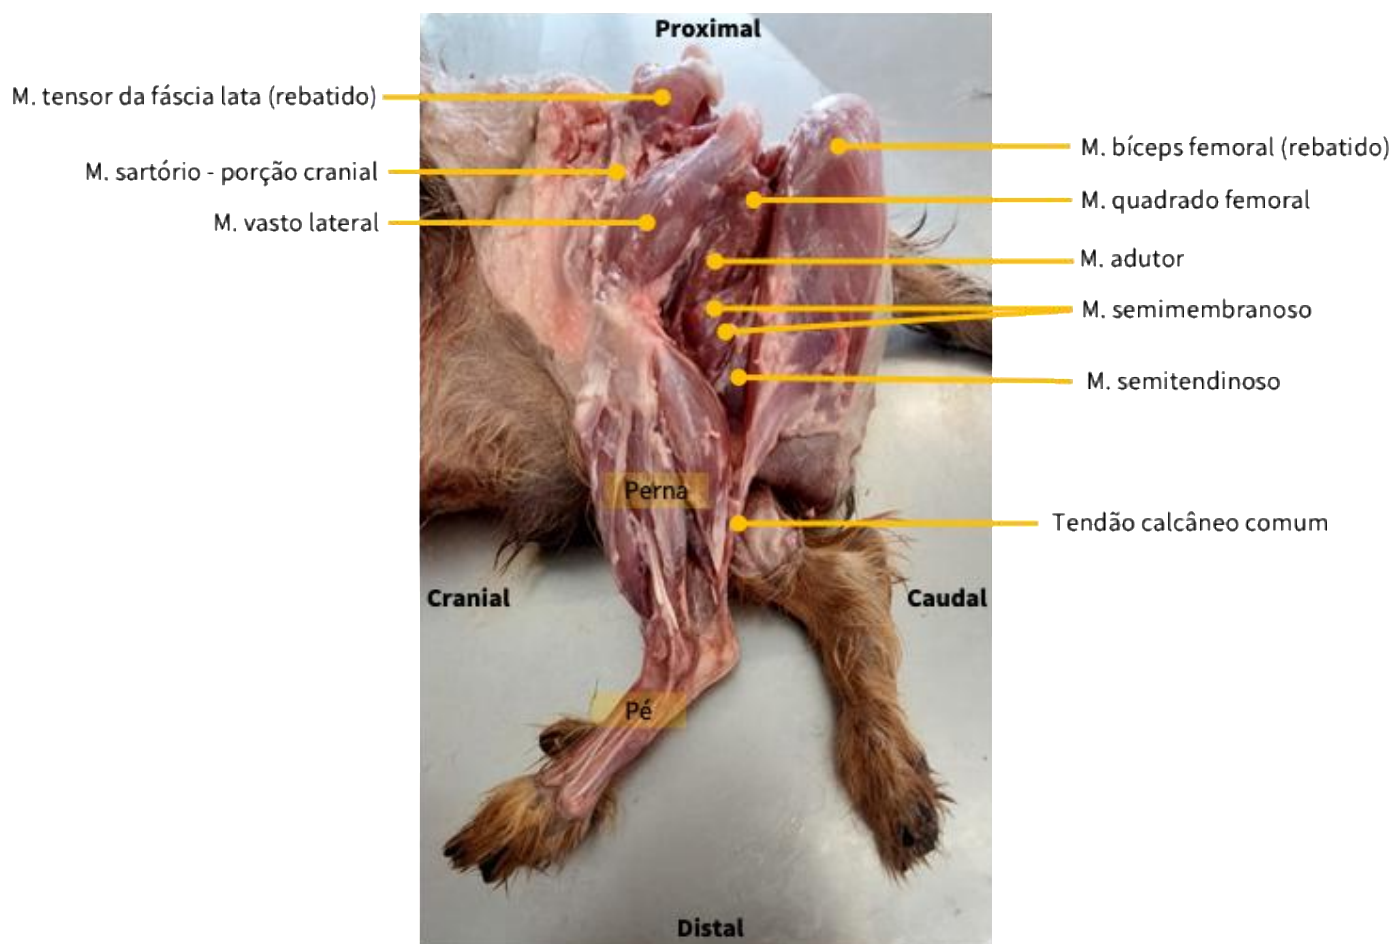 Proximal
M. tensor da fáscia lata (rebatido)
M. sartório - porção cranial
M. vasto lateral
M. bíceps femoral (rebatido)
M. quadrado femoral
M. adutor
M. semimembranoso
M. semitendinoso
Perna
Tendão calcâneo comum
Cranial
Caudal
Pé
Distal